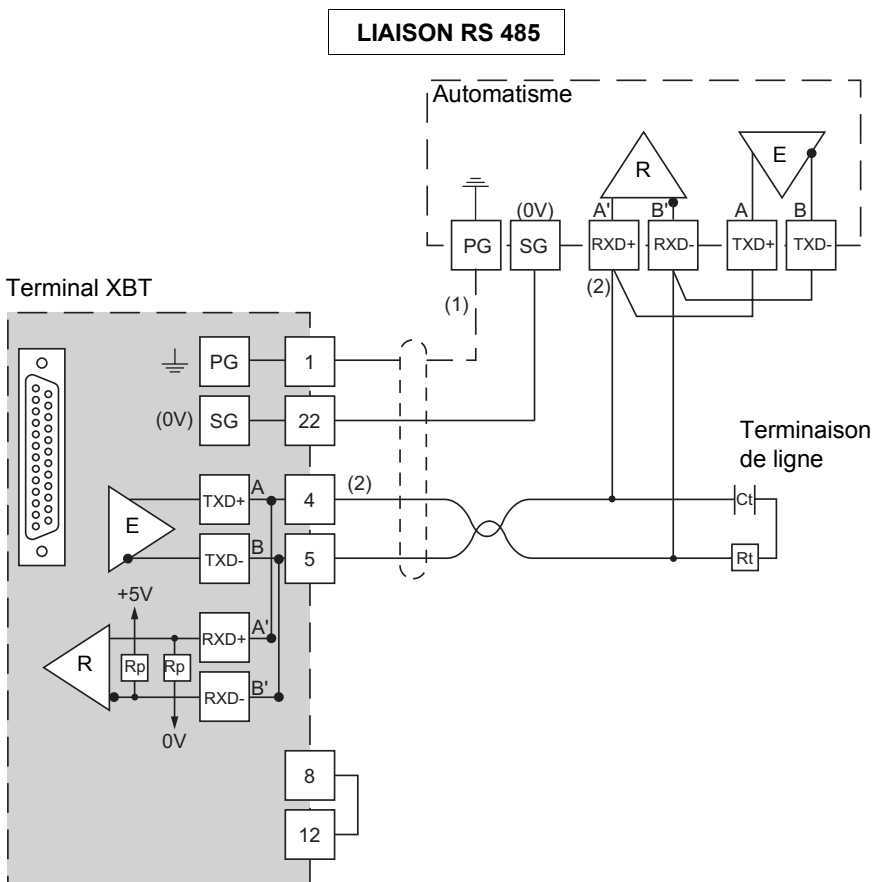 LIAISON RS 485
Automatisme
R
E
(0V)
A'
B'
A
B
PG
SG
RXD+
RXD-
TXD+
TXD-
(1)
(2)
Terminal XBT
PG
1
(0V)
SG
22
Terminaison
de ligne
E
TXD+
A
4
(2)
Ct
TXD-
B
5
Rt
+5V
R
Rp
Rp
RXD+
A'
RXD-
B'
0V
8
12